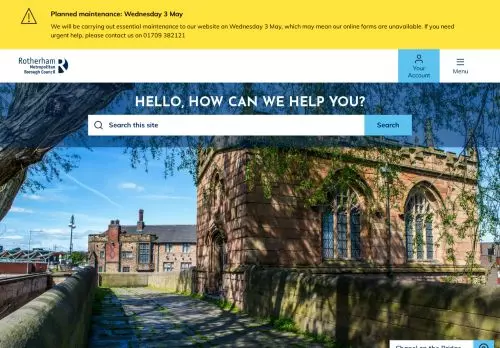 Planned maintenance: Wednesday 3 May
We will be carrying out essential maintenance to our website on Wednesday 3 May, which may mean our online forms are unavailable. If you need
urgent help, please contact us on 01709 382121
Rotherham
Metropolitan
Borough Council
Your
Account
Menu
HELLO, HOW CAN WE HELP YOU?
Search this site
Search
Chapel on the Bridge